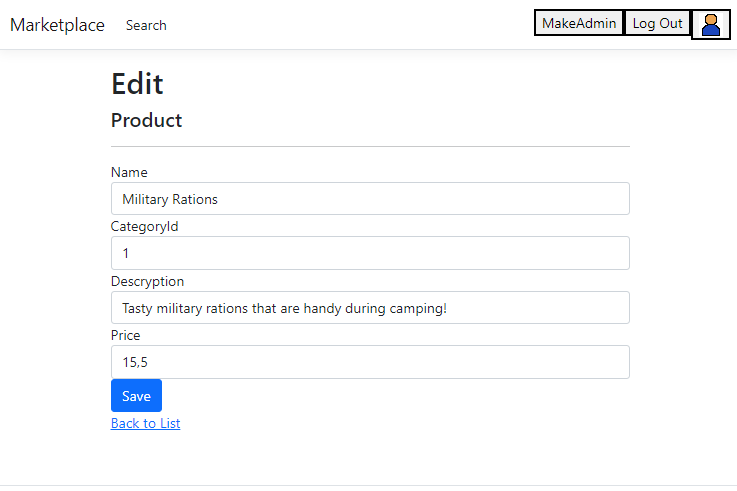 Marketplace Search MakeAdmin Log Out
Edit
Product
Name
Military Rations
CategoryId
1
Descryption
Tasty military rations that are handy during camping!
Price
15,5
Save
Back to List